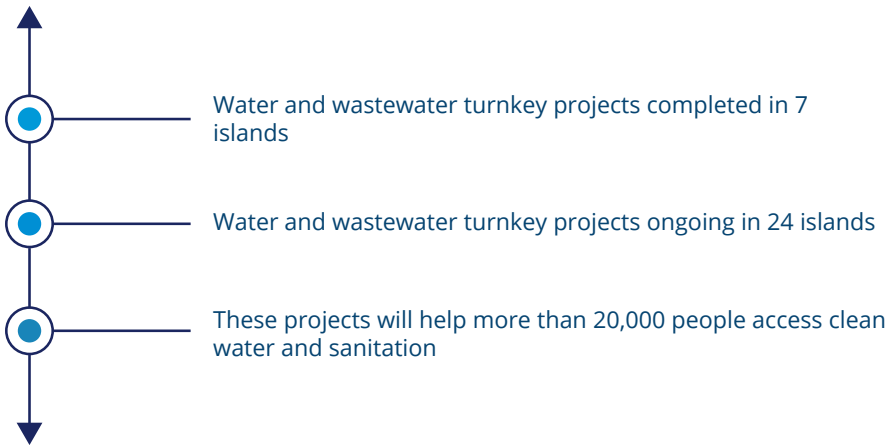 Water and wastewater turnkey projects completed in 7
islands
Water and wastewater turnkey projects ongoing in 24 islands
These projects will help more than 20,000 people access clean
water and sanitation